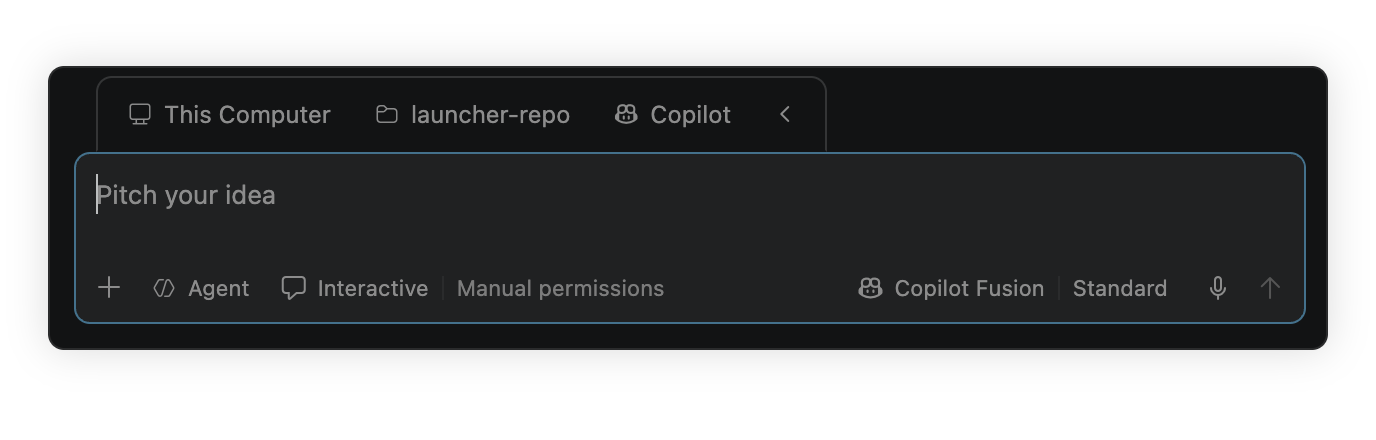 This Computer launcher-repo Copilot
Pitch your idea
Agent Interactive Manual permissions Copilot Fusion Standard